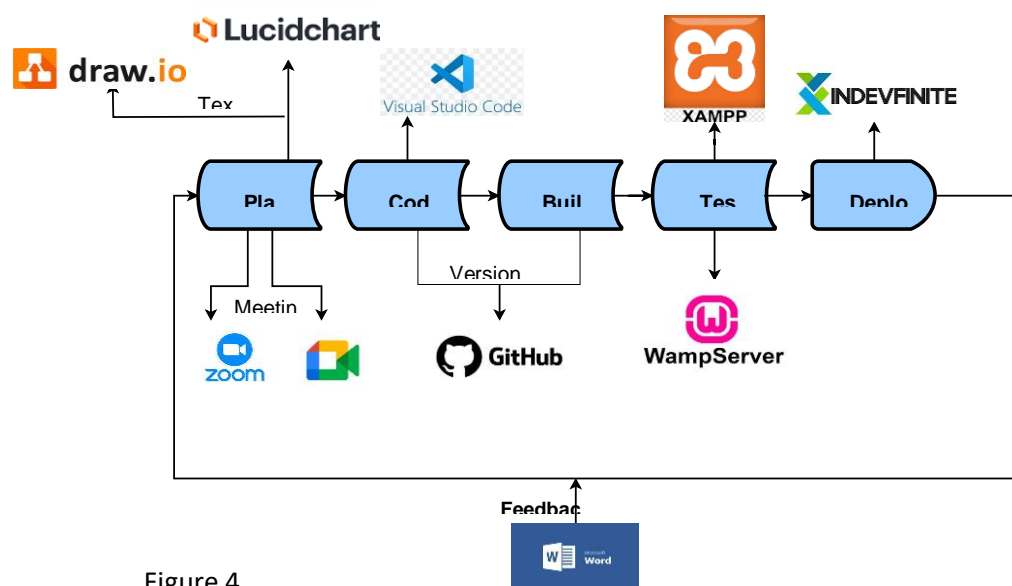 Lucidchart
draw.io
Tex
Visual Studio Code
XAMPP
INDEVFINITE
Pla
Cod
Buil
Tes
Deplo
Version
Meetin
zoom
GitHub
WampServer
Feedbac
W
Microsoft
Word
Figure 4